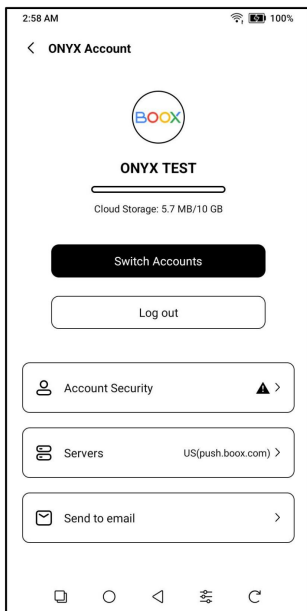 2:58 AM 100%
ONYX Account
BOOX
ONYX TEST
Cloud Storage: 5.7 MB/10 GB
Switch Accounts
Log out
Account Security
Servers US(push.boox.com)
Send to email